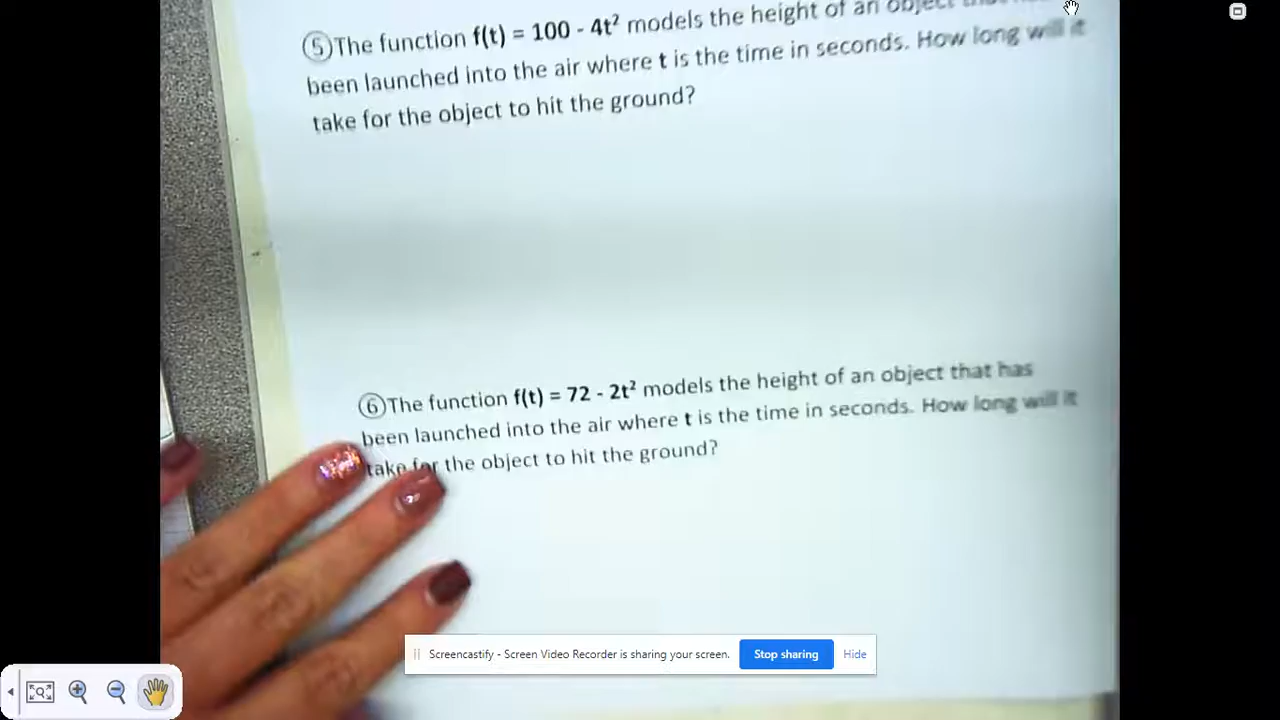 ⑤The function f(t) = 100 - 4t² models the height of an object
been launched into the air where t is the time in seconds. How long will it
take for the object to hit the ground?
⑥The function f(t) = 72 - 2t² models the height of an object that has
been launched into the air where t is the time in seconds. How long will it
take for the object to hit the ground?
Screencastify - Screen Video Recorder is sharing your screen. Stop sharing Hide